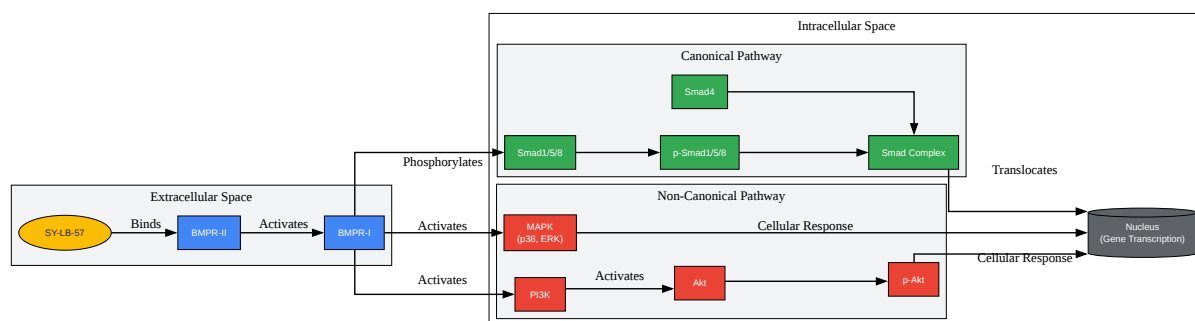 Intracellular Space
Canonical Pathway
Smad4
Smad1/5/8
p-Smad1/5/8
Smad Complex
Phosphorylates
Translocates
Extracellular Space
Non-Canonical Pathway
SY-LB-57
Binds
BMPR-II
Activates
BMPR-I
Activates
MAPK
(p38, ERK)
Cellular Response
Nucleus
(Gene Transcription)
Activates
PI3K
Activates
Akt
p-Akt
Cellular Response